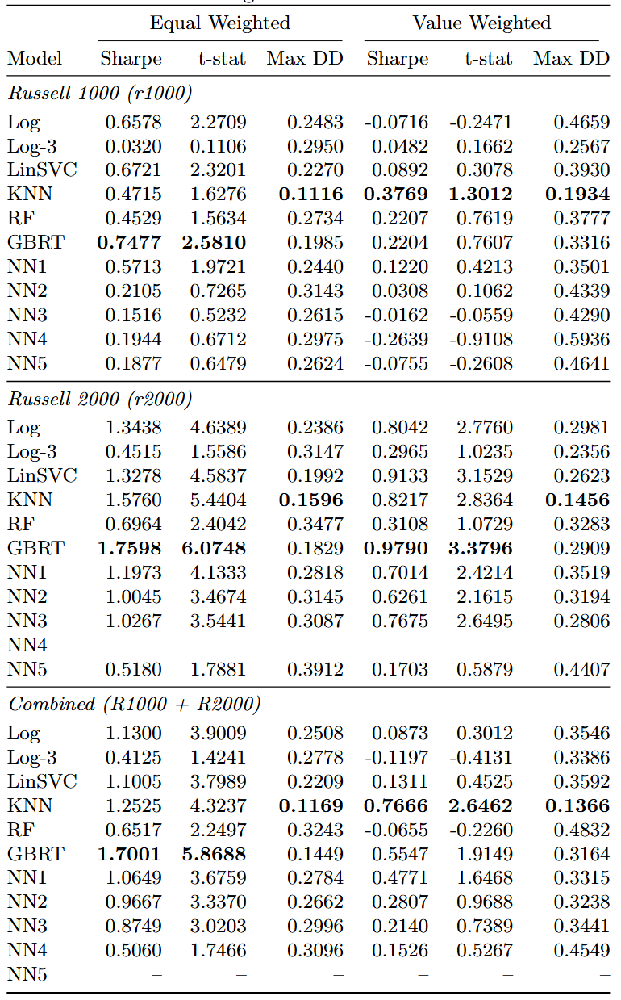 Equal Weighted Value Weighted
Model Sharpe t-stat Max DD Sharpe t-stat Max DD
Russell 1000 (r1000)
Log 0.6578 2.2709 0.2483 -0.0716 -0.2471 0.4659
Log-3 0.0320 0.1106 0.2950 0.0482 0.1662 0.2567
LinSVC 0.6721 2.3201 0.2270 0.0892 0.3078 0.3930
KNN 0.4715 1.6276 0.1116 0.3769 1.3012 0.1934
RF 0.4529 1.5634 0.2734 0.2207 0.7619 0.3777
GBRT 0.7477 2.5810 0.1985 0.2204 0.7607 0.3316
NN1 0.5713 1.9721 0.2440 0.1220 0.4213 0.3501
NN2 0.2105 0.7265 0.3143 0.0308 0.1062 0.4339
NN3 0.1516 0.5232 0.2615 -0.0162 -0.0559 0.4290
NN4 0.1944 0.6712 0.2975 -0.2639 -0.9108 0.5936
NN5 0.1877 0.6479 0.2624 -0.0755 -0.2608 0.4641
Russell 2000 (r2000)
Log 1.3438 4.6389 0.2386 0.8042 2.7760 0.2981
Log-3 0.4515 1.5586 0.3147 0.2965 1.0235 0.2356
LinSVC 1.3278 4.5837 0.1992 0.9133 3.1529 0.2623
KNN 1.5760 5.4404 0.1596 0.8217 2.8364 0.1456
RF 0.6964 2.4042 0.3477 0.3108 1.0729 0.3283
GBRT 1.7598 6.0748 0.1829 0.9790 3.3796 0.2909
NN1 1.1973 4.1333 0.2818 0.7014 2.4214 0.3519
NN2 1.0045 3.4674 0.3145 0.6261 2.1615 0.3194
NN3 1.0267 3.5441 0.3087 0.7675 2.6495 0.2806
NN4 – – – – – –
NN5 0.5180 1.7881 0.3912 0.1703 0.5879 0.4407
Combined (R1000 + R2000)
Log 1.1300 3.9009 0.2508 0.0873 0.3012 0.3546
Log-3 0.4125 1.4241 0.2778 -0.1197 -0.4131 0.3386
LinSVC 1.1005 3.7989 0.2209 0.1311 0.4525 0.3592
KNN 1.2525 4.3237 0.1169 0.7666 2.6462 0.1366
RF 0.6517 2.2497 0.3243 -0.0655 -0.2260 0.4832
GBRT 1.7001 5.8688 0.1449 0.5547 1.9149 0.3164
NN1 1.0649 3.6759 0.2784 0.4771 1.6468 0.3315
NN2 0.9667 3.3370 0.2662 0.2807 0.9688 0.3238
NN3 0.8749 3.0203 0.2996 0.2140 0.7389 0.3441
NN4 0.5060 1.7466 0.3096 0.1526 0.5267 0.4549
NN5 – – – – – –